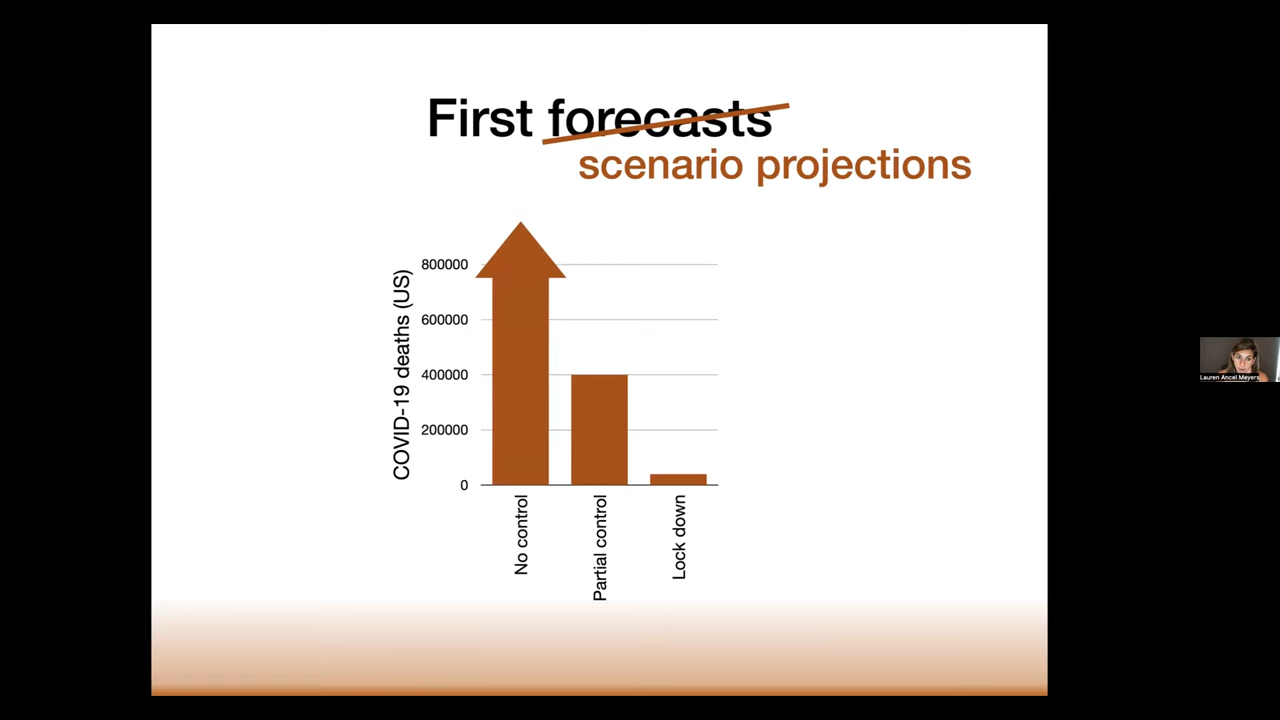 First forecasts
scenario projections
COVID-19 deaths (US)
800000
600000
400000
200000
0
No control
Partial control
Lock down
Lauren Ancel Meyers